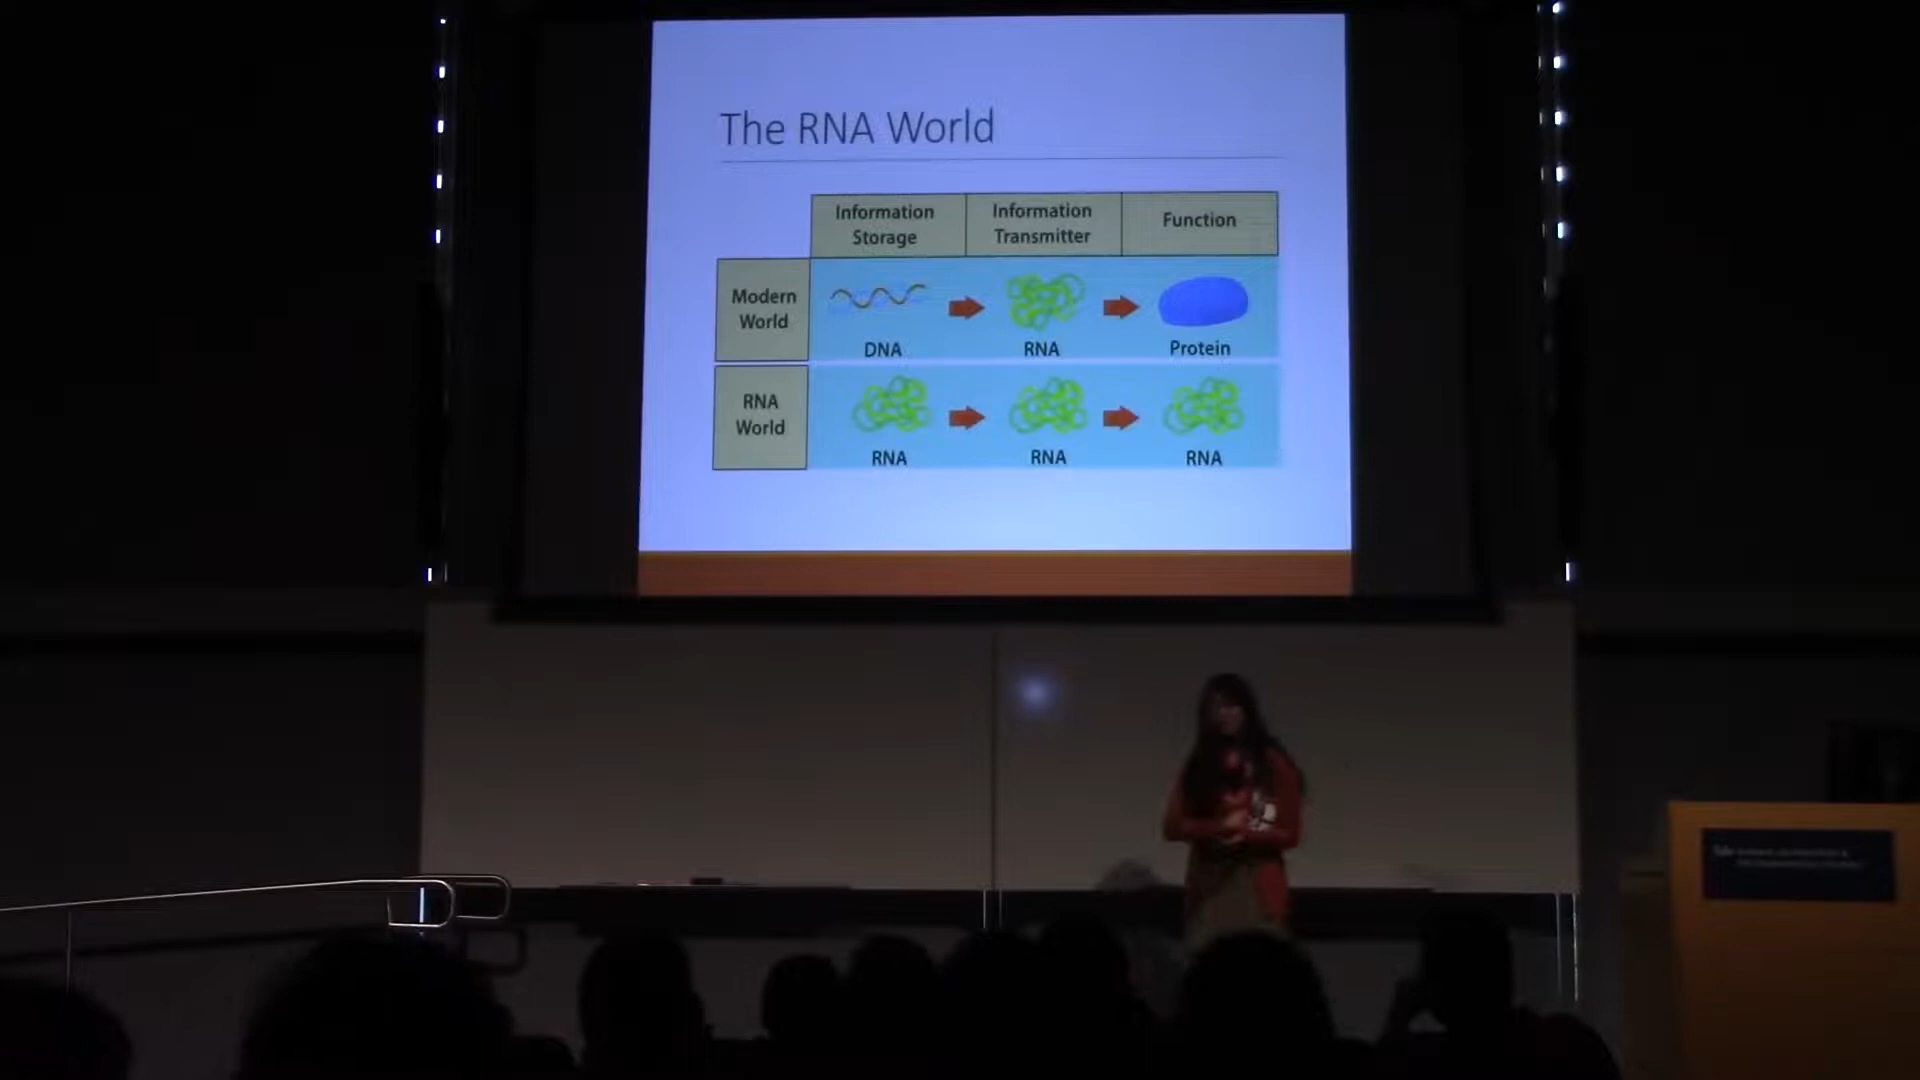 The RNA World
Information
Storage
Information
Transmitter
Function
Modern
World
DNA
RNA
Protein
RNA
World
RNA
RNA
RNA